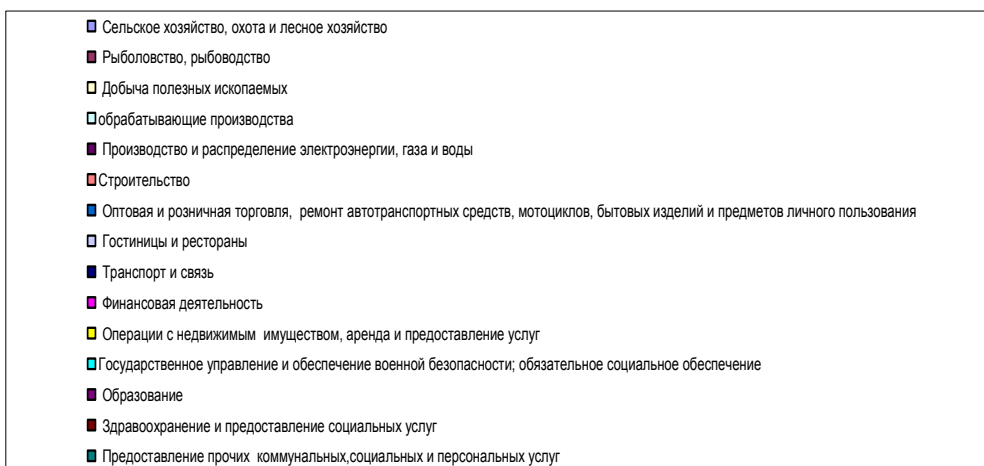 Сельское хозяйство, охота и лесное хозяйство
Рыболовство, рыбоводство
Добыча полезных ископаемых
обрабатывающие производства
Производство и распределение электроэнергии, газа и воды
Строительство
Оптовая и розничная торговля, ремонт автотранспортных средств, мотоциклов, бытовых изделий и предметов личного пользования
Гостиницы и рестораны
Транспорт и связь
Финансовая деятельность
Операции с недвижимым имуществом, аренда и предоставление услуг
Государственное управление и обеспечение военной безопасности; обязательное социальное обеспечение
Образование
Здравоохранение и предоставление социальных услуг
Предоставление прочих коммунальных,социальных и персональных услуг